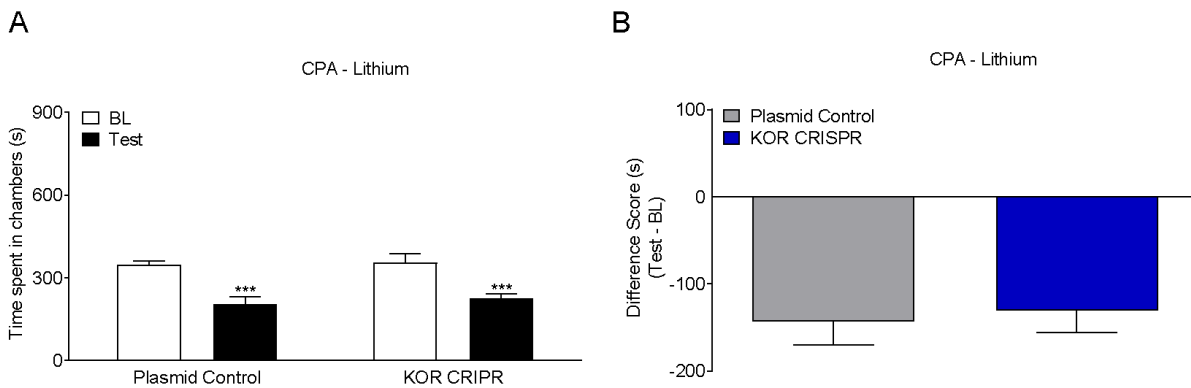 A
CPA - Lithium
Time spent in chambers (s)
900
600
300
0
BL
Test
***
***
Plasmid Control
KOR CRIPR
B
CPA - Lithium
Difference Score (s)
(Test - BL)
100
0
-100
-200
Plasmid Control
KOR CRISPR